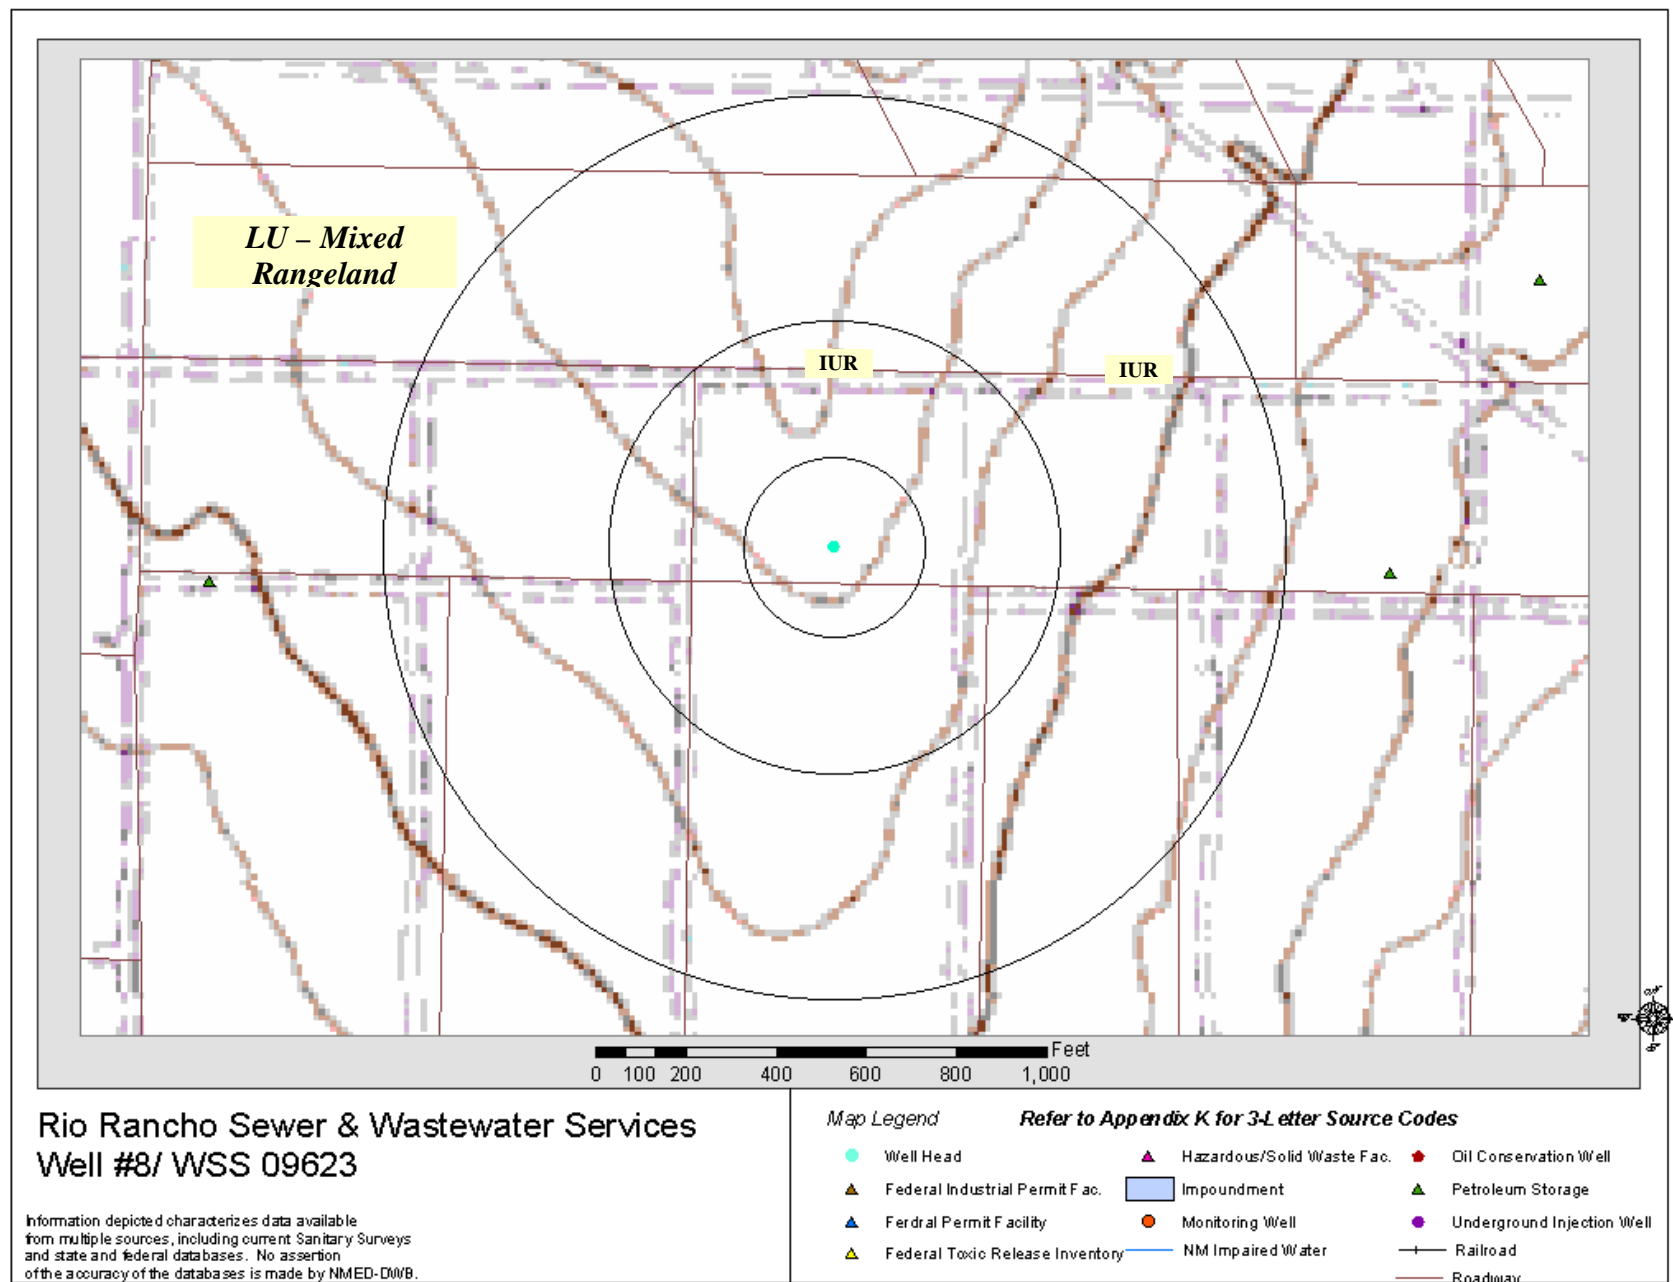 LU – Mixed
Rangeland
IUR
IUR
Feet
0 100 200 400 600 800 1,000
Rio Rancho Sewer & Wastewater Services
Well #8/ WSS 09623
Information depicted characterizes data available
from multiple sources, including current Sanitary Surveys
and state and federal databases. No assertion
of the accuracy of the databases is made by NMED-DWB.
Map Legend
Refer to Appendix K for 3-Letter Source Codes
Well Head
Federal Industrial Permit Fac.
Ferdral Permit Facility
Federal Toxic Release Inventory
Hazardous/Solid Waste Fac.
Impoundment
Monitoring Well
NM Impaired Water
Oil Conservation Well
Petroleum Storage
Underground Injection Well
Railroad
Roadway